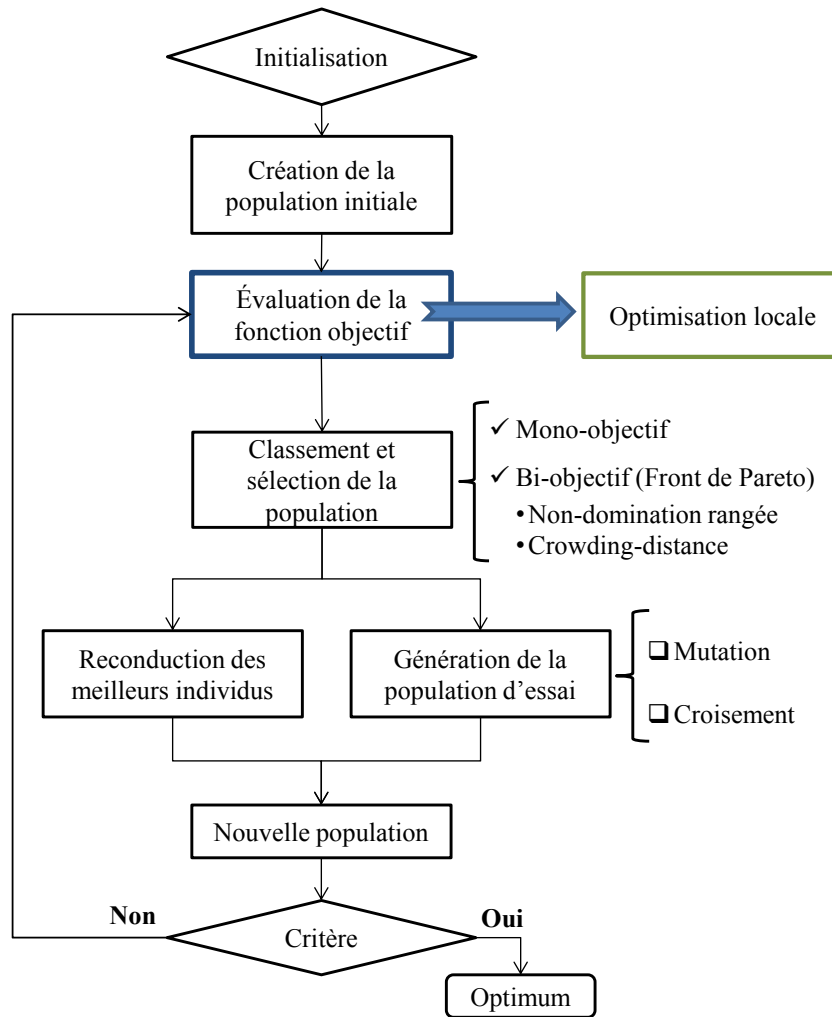 Initialisation
Création de la
population initiale
Évaluation de la
fonction objectif
Optimisation locale
Classement et
sélection de la
population
✓ Mono-objectif
✓ Bi-objectif (Front de Pareto)
• Non-domination rangée
• Crowding-distance
Reconduction des
meilleurs individus
Génération de la
population d'essai
❑ Mutation
❑ Croisement
Nouvelle population
Non
Critère
Oui
Optimum